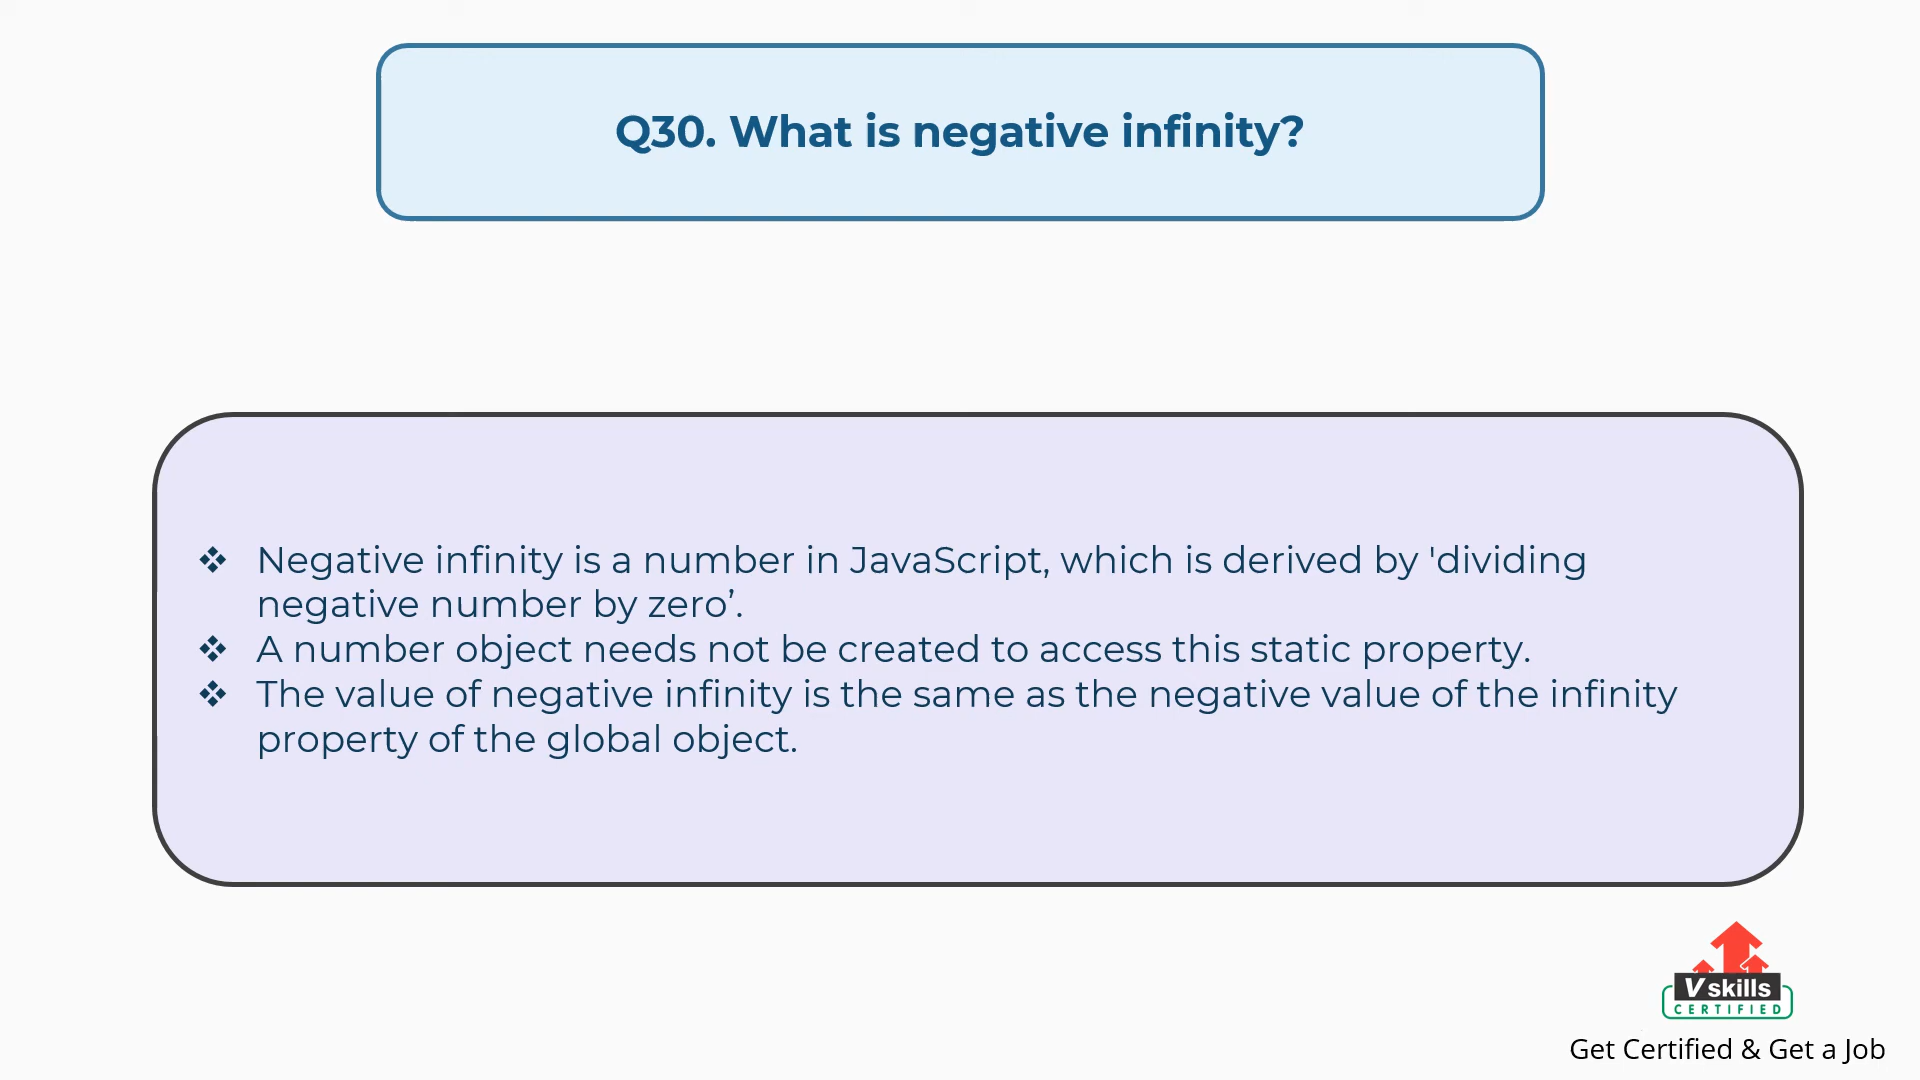 Q30. What is negative infinity?
❖ Negative infinity is a number in JavaScript, which is derived by 'dividing
negative number by zero’.
❖ A number object needs not be created to access this static property.
❖ The value of negative infinity is the same as the negative value of the infinity
property of the global object.
Vskills
CERTIFIED
Get Certified & Get a Job